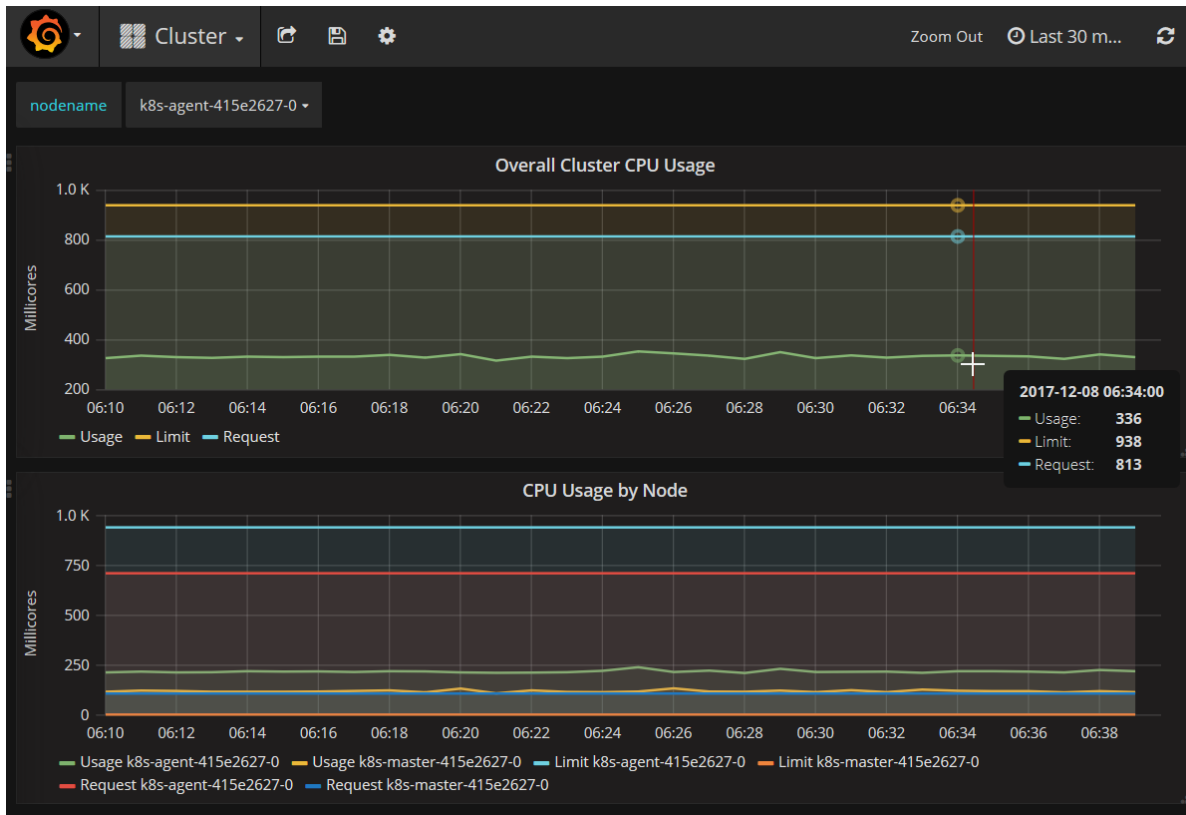 Cluster
Zoom Out
Last 30 m...
nodename
k8s-agent-415e2627-0
Overall Cluster CPU Usage
Millicores
1.0 K
800
600
400
200
06:10 06:12 06:14 06:16 06:18 06:20 06:22 06:24 06:26 06:28 06:30 06:32 06:34
Usage Limit Request
2017-12-08 06:34:00
Usage: 336
Limit: 938
Request: 813
CPU Usage by Node
Millicores
1.0 K
750
500
250
0
06:10 06:12 06:14 06:16 06:18 06:20 06:22 06:24 06:26 06:28 06:30 06:32 06:34 06:36 06:38
Usage k8s-agent-415e2627-0 Usage k8s-master-415e2627-0 Limit k8s-agent-415e2627-0 Limit k8s-master-415e2627-0
Request k8s-agent-415e2627-0 Request k8s-master-415e2627-0